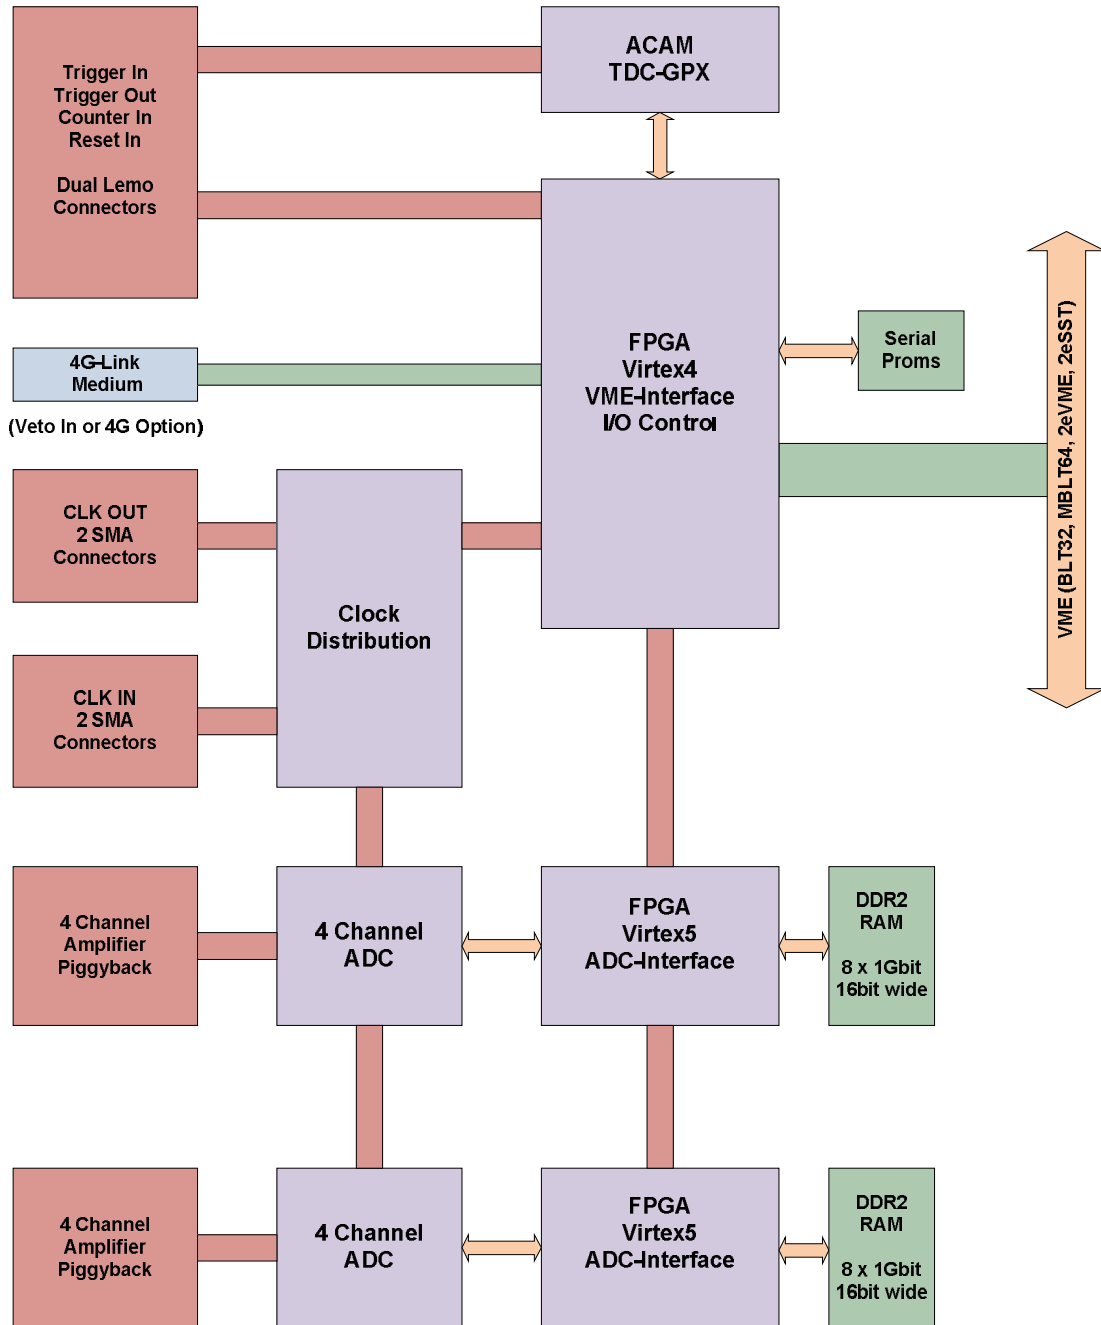 Trigger In
Trigger Out
Counter In
Reset In
Dual Lemo
Connectors
ACAM
TDC-GPX
FPGA
Virtex4
VME-Interface
I/O Control
Serial
Proms
VME (BLT32, MBLT64, 2eVME, 2eSST)
4G-Link
Medium
(Veto In or 4G Option)
CLK OUT
2 SMA
Connectors
Clock
Distribution
CLK IN
2 SMA
Connectors
4 Channel
Amplifier
Piggyback
4 Channel
ADC
FPGA
Virtex5
ADC-Interface
DDR2
RAM
8 x 1Gbit
16bit wide
4 Channel
Amplifier
Piggyback
4 Channel
ADC
FPGA
Virtex5
ADC-Interface
DDR2
RAM
8 x 1Gbit
16bit wide